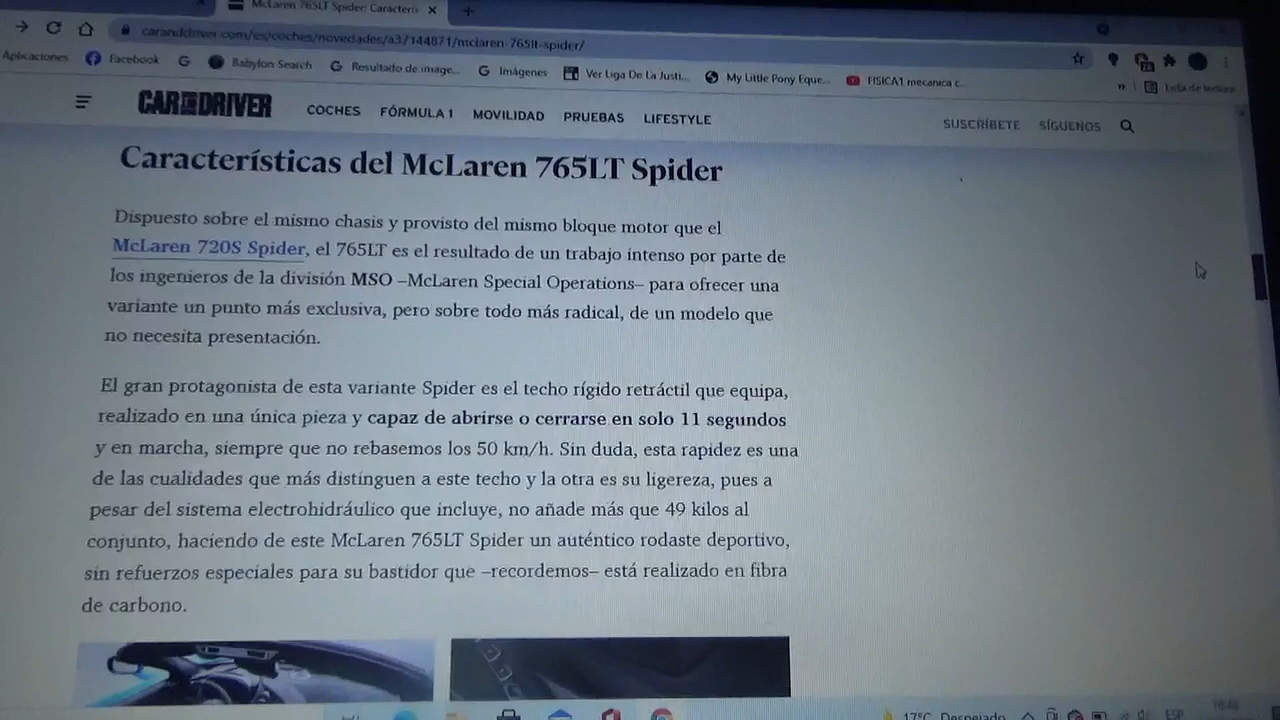 McLaren 765LT Spider: Caracterís
caranddriver.com/es/coches/novedades/a37144871/mclaren-765lt-spider/
Aplicaciones Facebook Babylon Search Resultado de image... Imágenes Ver Liga De La Justi... My Little Pony Eque... FISICA1 mecanica c... » Lista de lectura
CAR AND DRIVER COCHES FÓRMULA 1 MOVILIDAD PRUEBAS LIFESTYLE SUSCRÍBETE SÍGUENOS
Características del McLaren 765LT Spider
Dispuesto sobre el mismo chasis y provisto del mismo bloque motor que el
McLaren 720S Spider, el 765LT es el resultado de un trabajo intenso por parte de
los ingenieros de la división MSO –McLaren Special Operations– para ofrecer una
variante un punto más exclusiva, pero sobre todo más radical, de un modelo que
no necesita presentación.
El gran protagonista de esta variante Spider es el techo rígido retráctil que equipa,
realizado en una única pieza y capaz de abrirse o cerrarse en solo 11 segundos
y en marcha, siempre que no rebasemos los 50 km/h. Sin duda, esta rapidez es una
de las cualidades que más distinguen a este techo y la otra es su ligereza, pues a
pesar del sistema electrohidráulico que incluye, no añade más que 49 kilos al
conjunto, haciendo de este McLaren 765LT Spider un auténtico rodaste deportivo,
sin refuerzos especiales para su bastidor que –recordemos– está realizado en fibra
de carbono.
17°C Despejado ESP